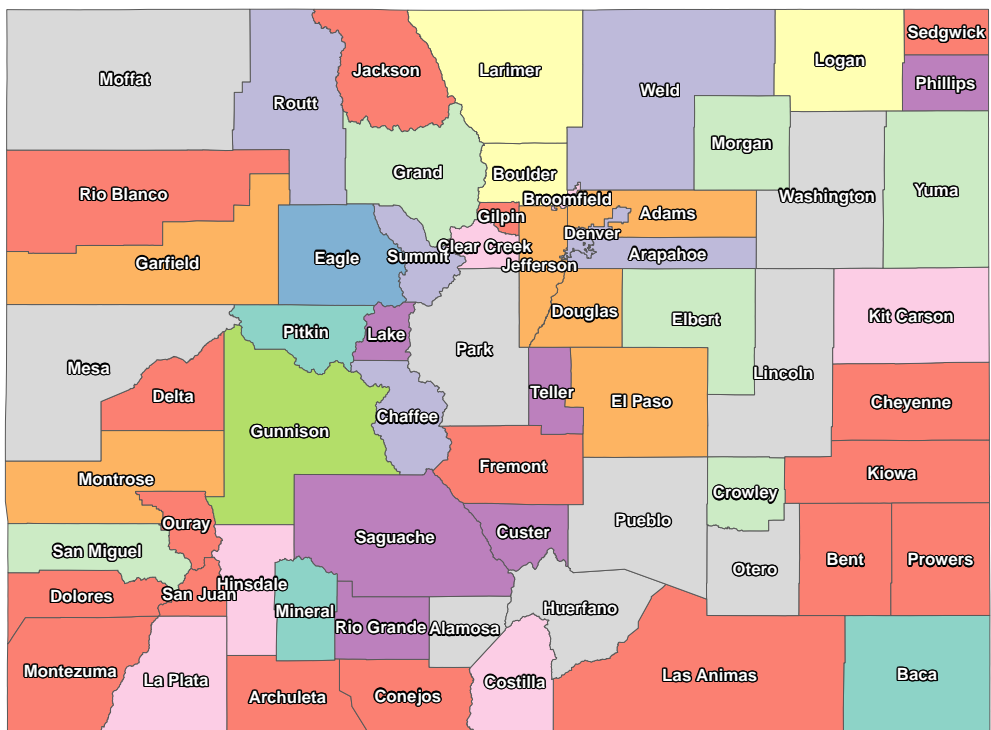 Sedgwick
Logan
Larimer
Jackson
Moffat
Phillips
Weld
Routt
Morgan
Grand
Boulder
Yuma
Rio Blanco
Washington
Broomfield
Adams
Gilpin
Denver
Clear Creek
Arapahoe
Summit
Eagle
Garfield
Jefferson
Douglas
Kit Carson
Elbert
Pitkin
Lake
Park
Mesa
Lincoln
Teller
Delta
El Paso
Cheyenne
Chaffee
Gunnison
Fremont
Kiowa
Montrose
Crowley
Pueblo
Ouray
Custer
Saguache
San Miguel
Bent
Prowers
Otero
Hinsdale
San Juan
Dolores
Huerfano
Mineral
Rio Grande
Alamosa
Montezuma
La Plata
Costilla
Las Animas
Baca
Archuleta
Conejos